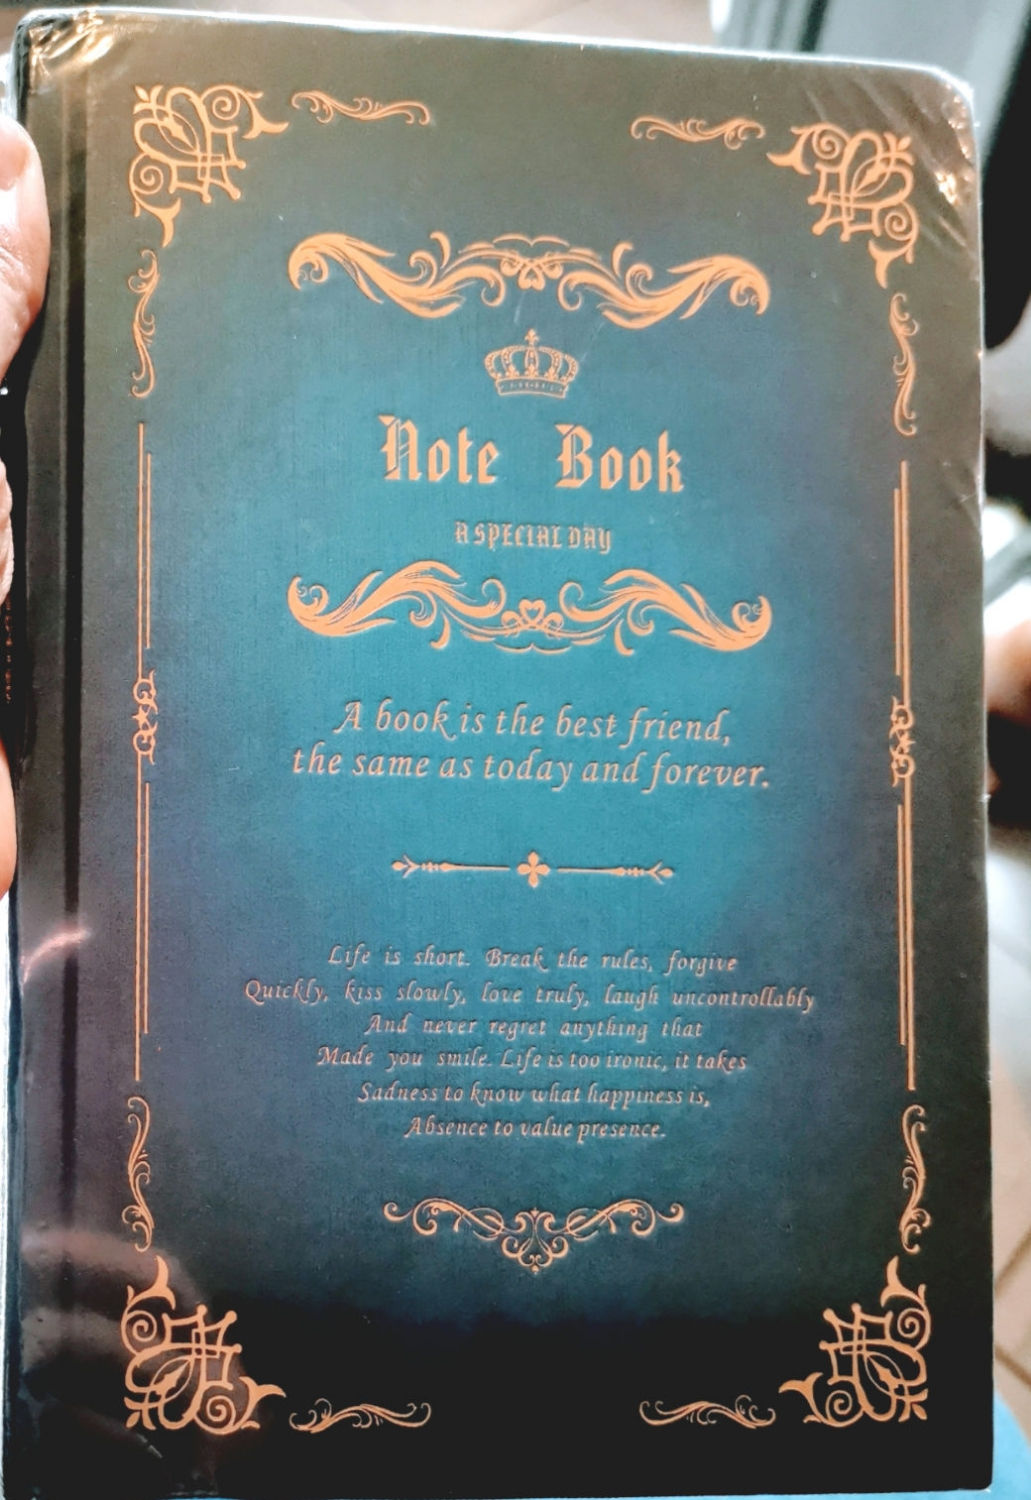 Note Book
A SPECIAL DAY
A book is the best friend,
the same as today and forever.
Life is short. Break the rules, forgive
Quickly, kiss slowly, love truly, laugh uncontrollably
And never regret anything that
Made you smile. Life is too ironic, it takes
Sadness to know what happiness is,
Absence to value presence.